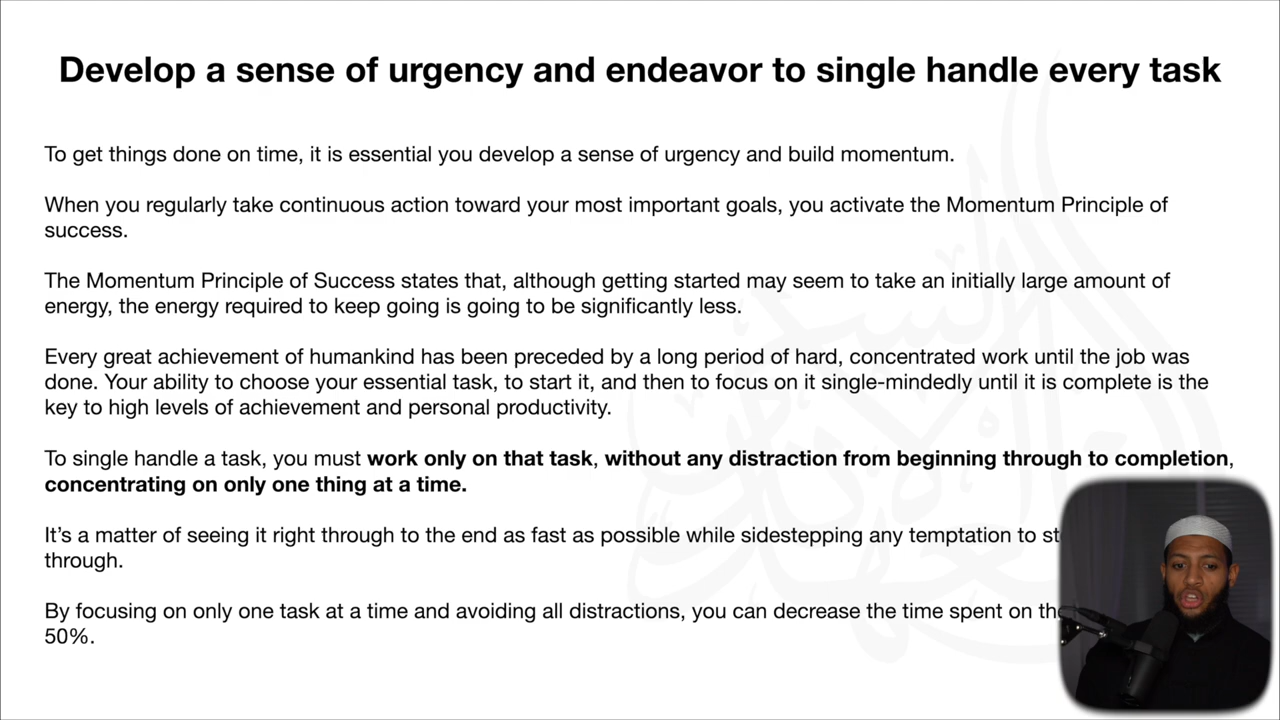 Develop a sense of urgency and endeavor to single handle every task
To get things done on time, it is essential you develop a sense of urgency and build momentum.
When you regularly take continuous action toward your most important goals, you activate the Momentum Principle of
success.
The Momentum Principle of Success states that, although getting started may seem to take an initially large amount of
energy, the energy required to keep going is going to be significantly less.
Every great achievement of humankind has been preceded by a long period of hard, concentrated work until the job was
done. Your ability to choose your essential task, to start it, and then to focus on it single-mindedly until it is complete is the
key to high levels of achievement and personal productivity.
To single handle a task, you must work only on that task, without any distraction from beginning through to completion,
concentrating on only one thing at a time.
It’s a matter of seeing it right through to the end as fast as possible while sidestepping any temptation to
through.
By focusing on only one task at a time and avoiding all distractions, you can decrease the time spent on
50%.